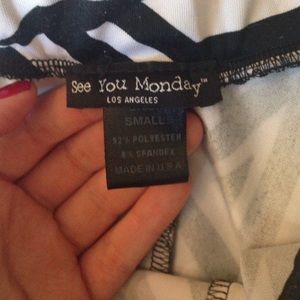 See You Monday™
LOS ANGELES
SMALL
92% POLYESTER
8% SPANDEX
MADE IN U.S.A